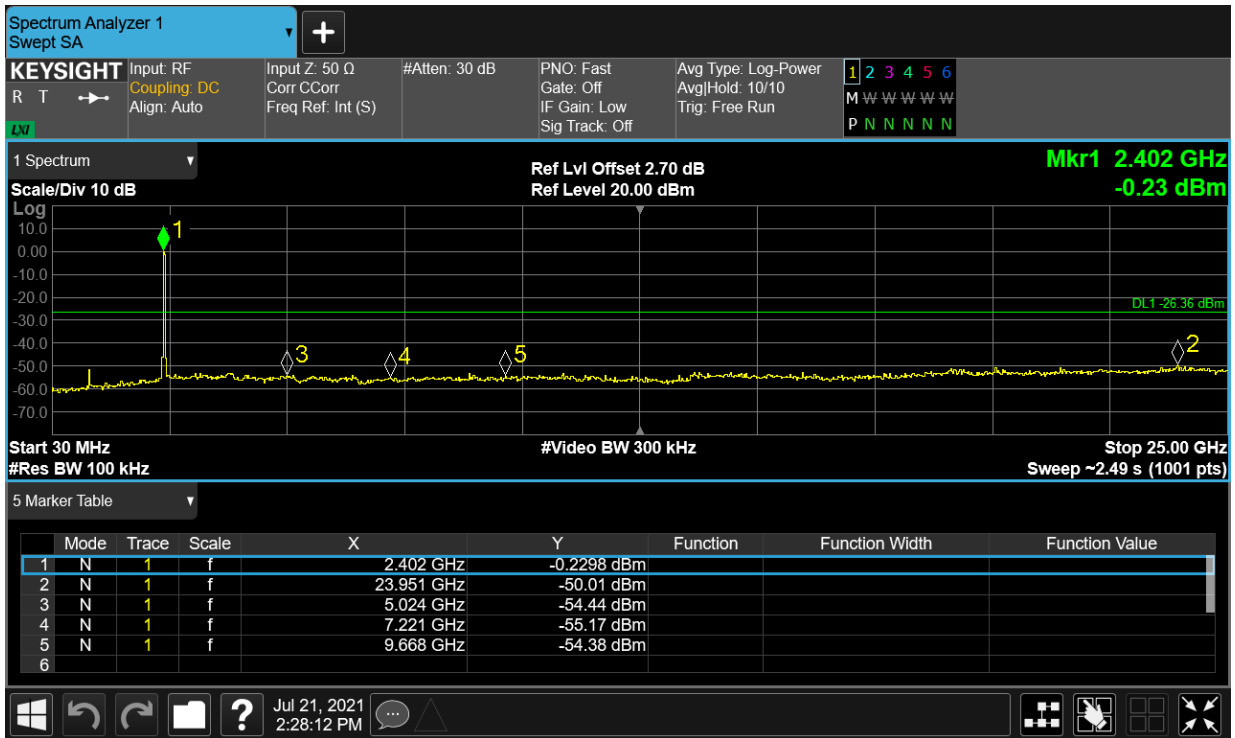 Spectrum Analyzer 1
Swept SA
+
KEYSIGHT
R T
LXI
Input: RF
Coupling: DC
Align: Auto
Input Z: 50 Ω
Corr CCorr
Freq Ref: Int (S)
#Atten: 30 dB
PNO: Fast
Gate: Off
IF Gain: Low
Sig Track: Off
Avg Type: Log-Power
Avg|Hold: 10/10
Trig: Free Run
1 2 3 4 5 6
M W W W W W
P N N N N N
1 Spectrum
Scale/Div 10 dB
Ref Lvl Offset 2.70 dB
Ref Level 20.00 dBm
Mkr1 2.402 GHz
-0.23 dBm
Log
10.0
0.00
-10.0
-20.0
-30.0
-40.0
-50.0
-60.0
-70.0
1
DL1 -26.36 dBm
3
4
5
2
Start 30 MHz
#Video BW 300 kHz
Stop 25.00 GHz
#Res BW 100 kHz
Sweep ~2.49 s (1001 pts)
5 Marker Table
Mode Trace Scale X Y Function Function Width Function Value
1 N 1 f 2.402 GHz -0.2298 dBm
2 N 1 f 23.951 GHz -50.01 dBm
3 N 1 f 5.024 GHz -54.44 dBm
4 N 1 f 7.221 GHz -55.17 dBm
5 N 1 f 9.668 GHz -54.38 dBm
6
?
Jul 21, 2021
2:28:12 PM